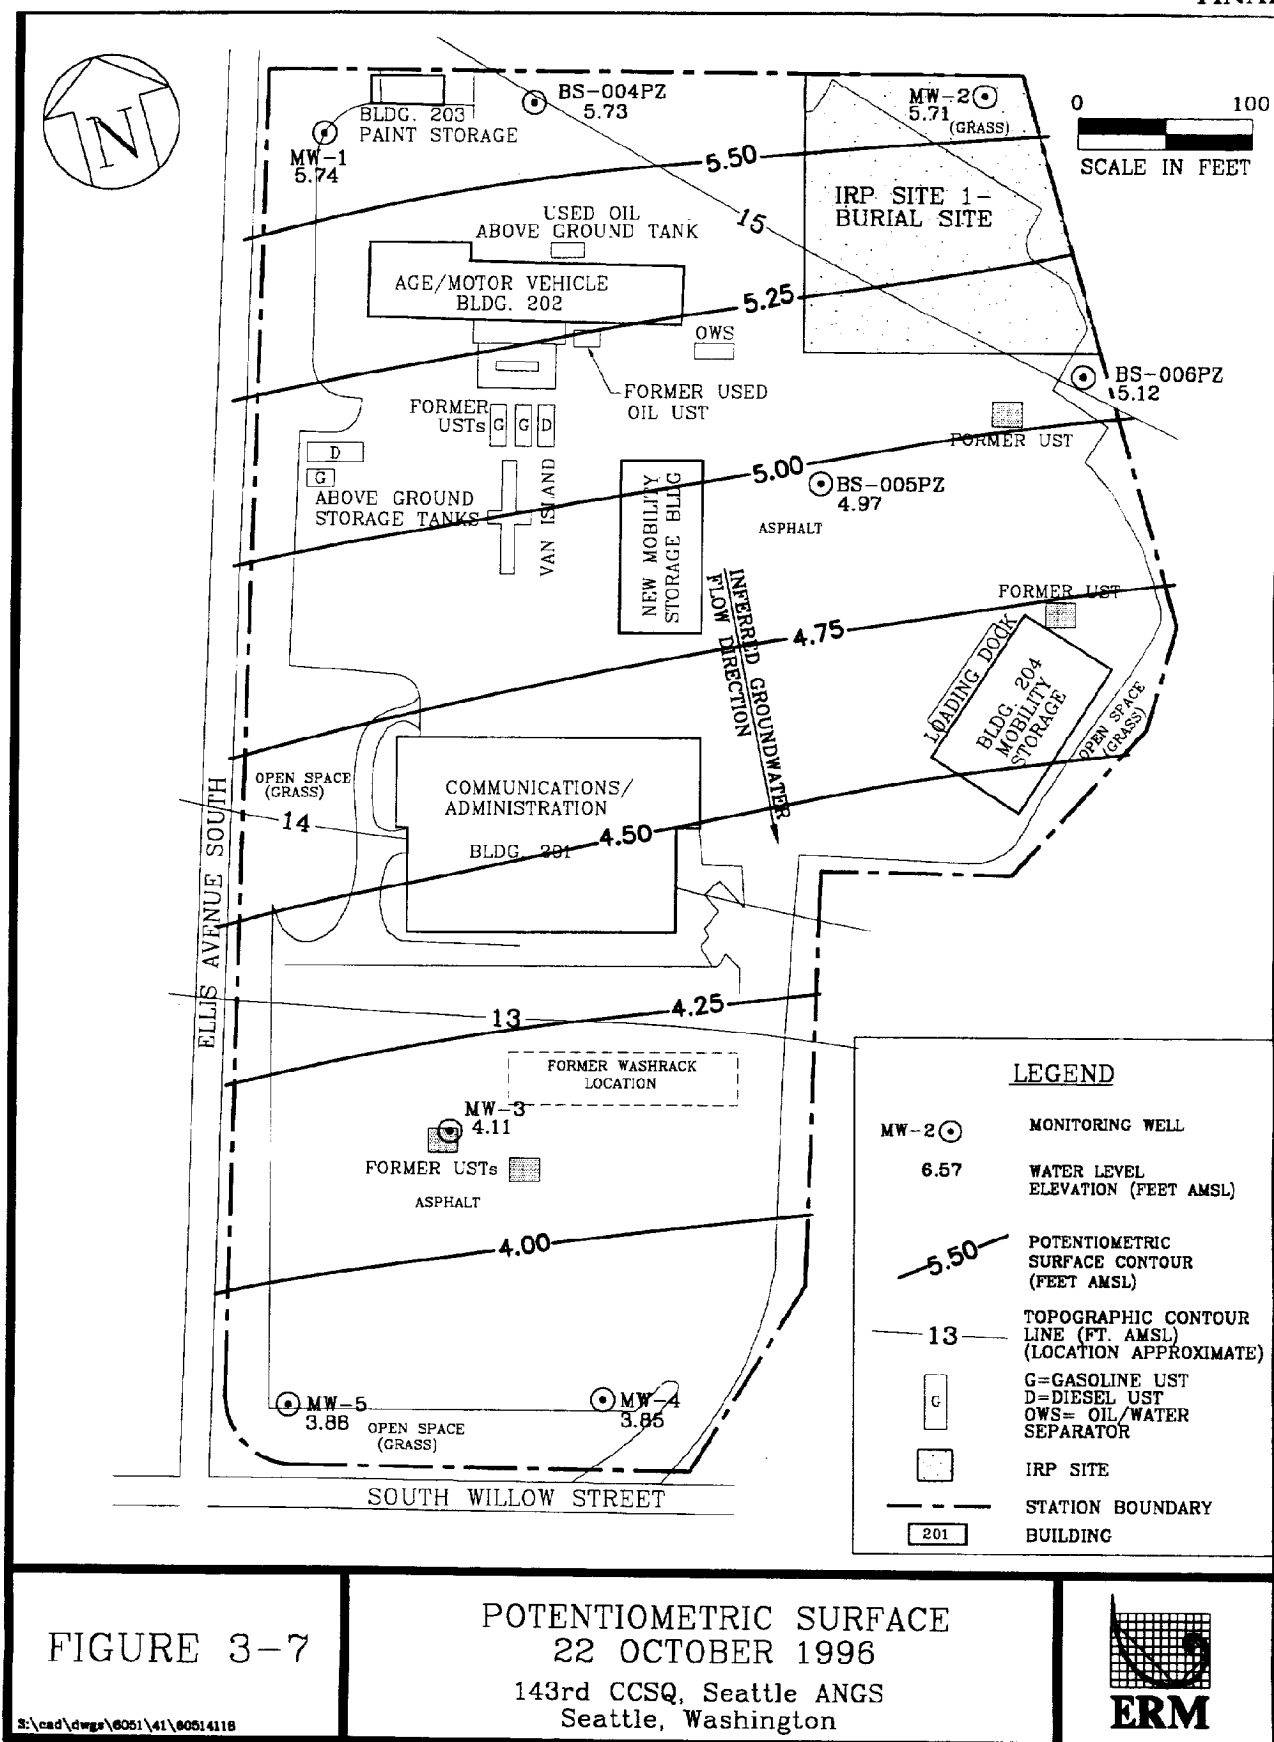 BS-004PZ
5.73
BLDG. 203
PAINT STORAGE
MW-1
5.74
N
MW-2
5.71
(GRASS)
0 100
SCALE IN FEET
5.50
IRP SITE 1-
BURIAL SITE
15
USED OIL
ABOVE GROUND TANK
AGE/MOTOR VEHICLE
BLDG. 202
5.25
OWS
FORMER USED
OIL UST
BS-006PZ
5.12
FORMER
USTs
G
G
D
FORMER UST
D
G
ABOVE GROUND
STORAGE TANKS
VAN ISLAND
NEW MOBILITY
STORAGE BLDG
5.00
BS-005PZ
4.97
ASPHALT
INFERRED GROUNDWATER
FLOW DIRECTION
FORMER UST
4.75
LOADING DOCK
BLDG. 204
MOBILITY
STORAGE
OPEN SPACE
(GRASS)
OPEN SPACE
(GRASS)
14
COMMUNICATIONS/
ADMINISTRATION
BLDG. 201
4.50
ELLIS AVENUE SOUTH
13
4.25
FORMER WASHRACK
LOCATION
MW-3
4.11
FORMER USTs
ASPHALT
4.00
MW-5
3.88
OPEN SPACE
(GRASS)
MW-4
3.85
SOUTH WILLOW STREET
LEGEND
MW-2
MONITORING WELL
6.57
WATER LEVEL
ELEVATION (FEET AMSL)
5.50
POTENTIOMETRIC
SURFACE CONTOUR
(FEET AMSL)
13
TOPOGRAPHIC CONTOUR
LINE (FT. AMSL)
(LOCATION APPROXIMATE)
G
G=GASOLINE UST
D=DIESEL UST
OWS= OIL/WATER
SEPARATOR
IRP SITE
STATION BOUNDARY
201
BUILDING
FIGURE 3-7
S:\cad\dwgs\6051\41\6051411B
POTENTIOMETRIC SURFACE
22 OCTOBER 1996
143rd CCSQ, Seattle ANGS
Seattle, Washington
ERM